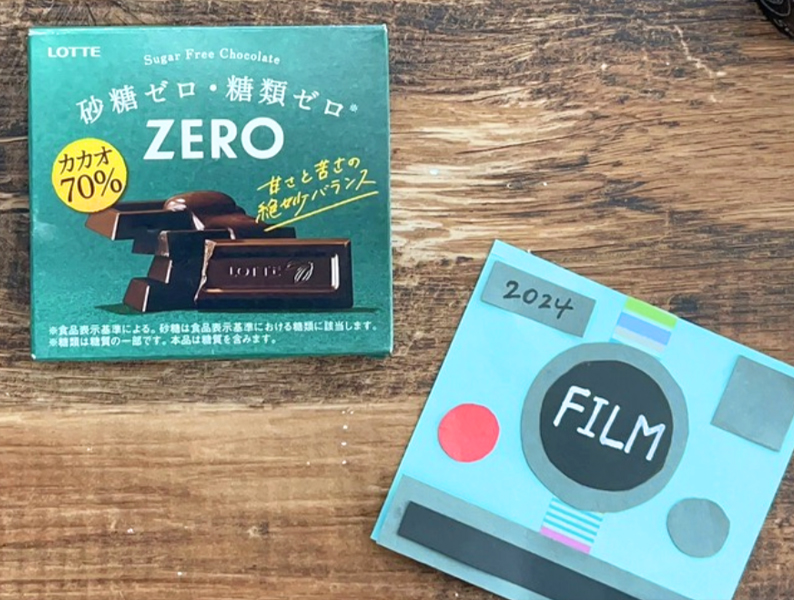 LOTTE
Sugar Free Chocolate
砂糖ゼロ・糖類ゼロ※
ZERO
カカオ
70%
甘さと苦さの
絶妙バランス
LOTTE
※食品表示基準による。砂糖は食品表示基準における糖類に該当します。
※糖類は糖質の一部です。本品は糖質を含みます。
2024
FILM